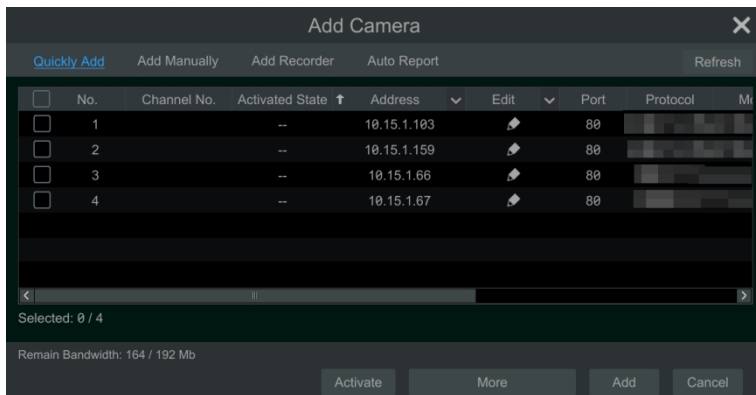 Add Camera
Quickly Add Add Manually Add Recorder Auto Report Refresh
No. Channel No. Activated State Address Edit Port Protocol
1 -- 10.15.1.103 80
2 -- 10.15.1.159 80
3 -- 10.15.1.66 80
4 -- 10.15.1.67 80
Selected: 0 / 4
Remain Bandwidth: 164 / 192 Mb
Activate More Add Cancel